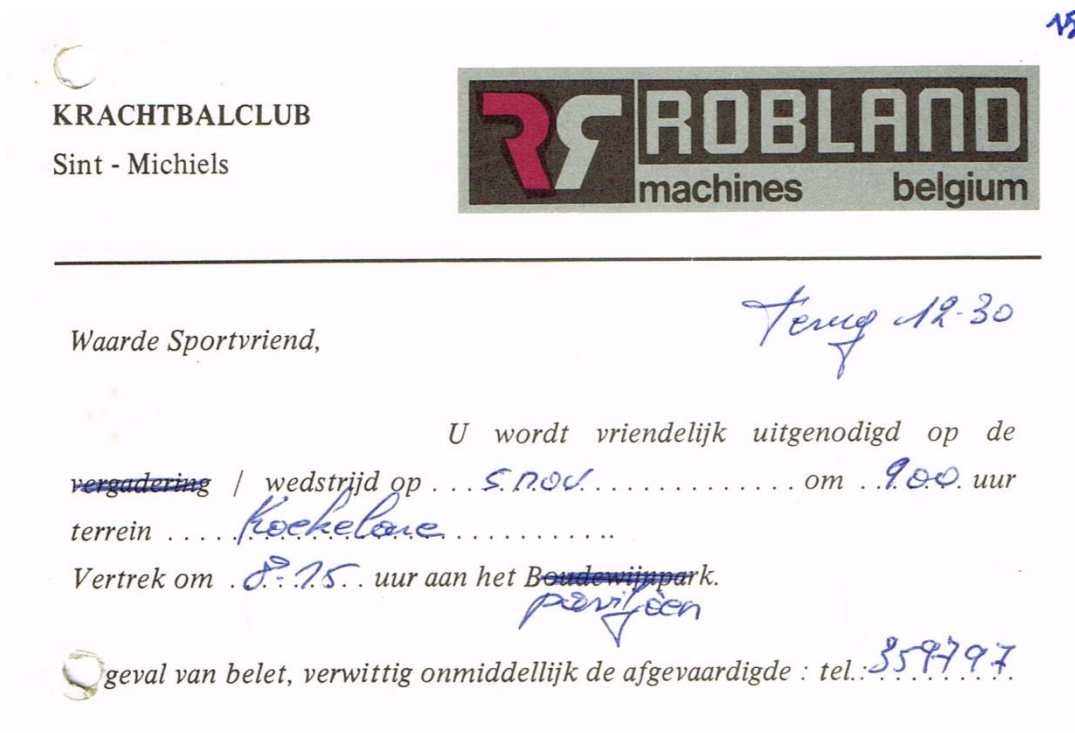 KRACHTBALCLUB
Sint - Michiels
RR ROBLAND
machines belgium
Terug 12-30
Waarde Sportvriend,
U wordt vriendelijk uitgenodigd op de
vergadering / wedstrijd op . . . 5 nov. . . . . . . . . . . . . . . om . . 9.00. uur
terrein . . . . . Koekelare . . . . . . . . . . . .
Vertrek om . 8-15 . . uur aan het Boudewijnpark.
paviljoen
geval van belet, verwittig onmiddellijk de afgevaardigde : tel.: 359797